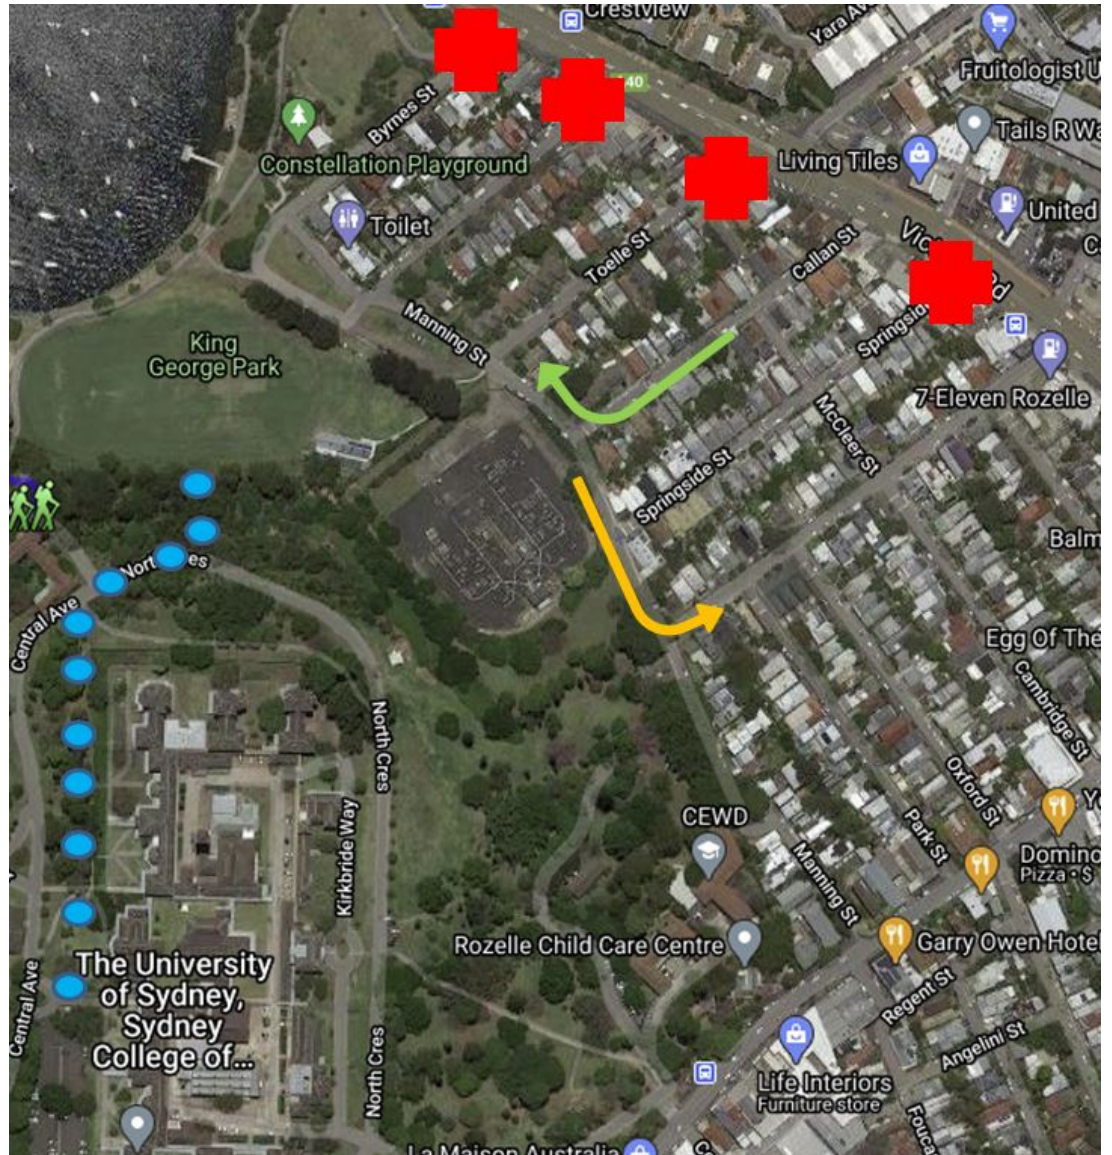 Crestview
Yara Av
Fruitologist U
40
Byrnes St
Tails R Wa
Living Tiles
Constellation Playground
United
Toilet
Toelle St
Callan St
Manning St
King
George Park
Springsid
7-Eleven Rozelle
McCleer St
Springside St
Balm
North
es
Central Ave
Egg Of The
Cambridge St
North Cres
Oxford St
CEWD
Park St
Domino
Pizza • $
Manning St
Kirkbride Way
Rozelle Child Care Centre
Garry Owen Hotel
The University
of Sydney,
Sydney
College of...
Central Ave
Regent St
Angelini St
North Cres
Life Interiors
Furniture store
La Maison Australia